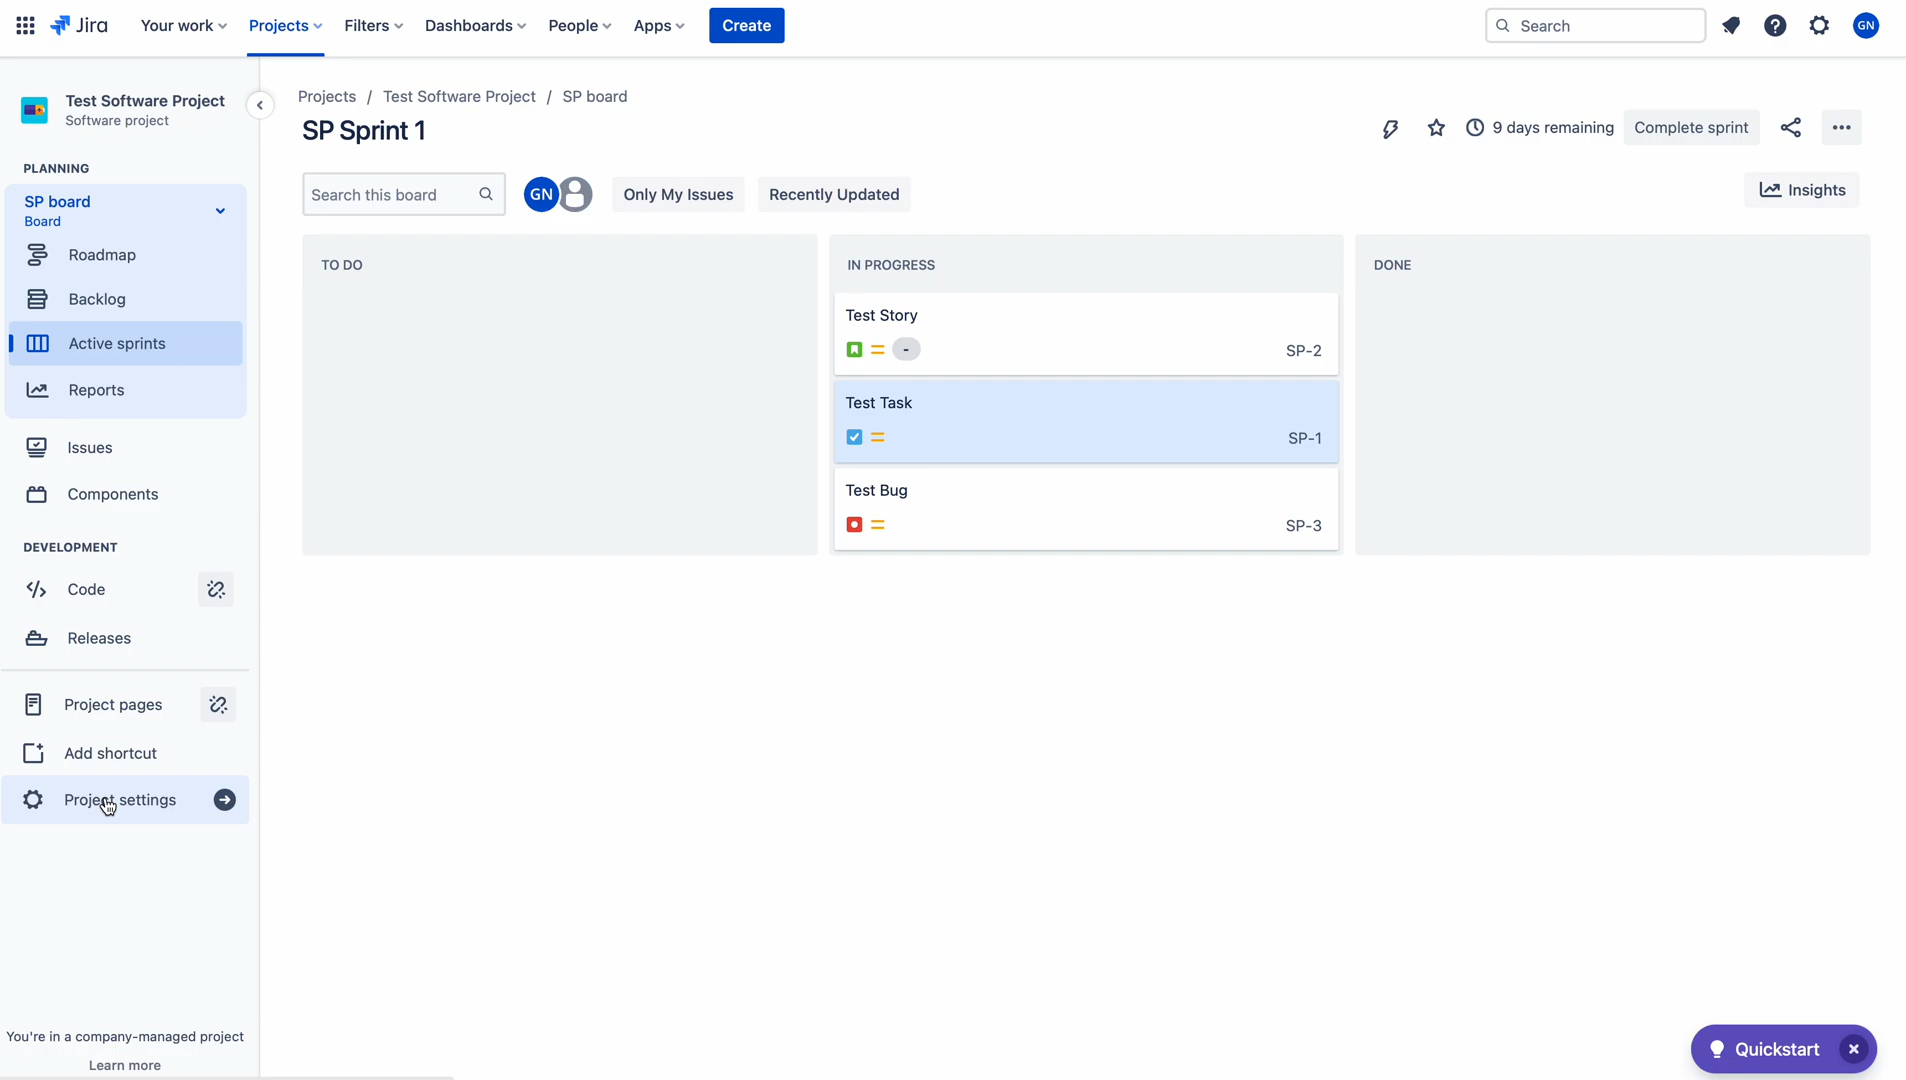 Jira
Your work
Projects
Filters
Dashboards
People
Apps
Create
Search
GN
Test Software Project
Software project
PLANNING
SP board
Board
Roadmap
Backlog
Active sprints
Reports
Issues
Components
DEVELOPMENT
Code
Releases
Project pages
Add shortcut
Project settings
You're in a company-managed project
Learn more
Projects / Test Software Project / SP board
SP Sprint 1
9 days remaining
Complete sprint
Search this board
GN
Only My Issues
Recently Updated
Insights
TO DO
IN PROGRESS
Test Story
-
SP-2
Test Task
SP-1
Test Bug
SP-3
DONE
Quickstart